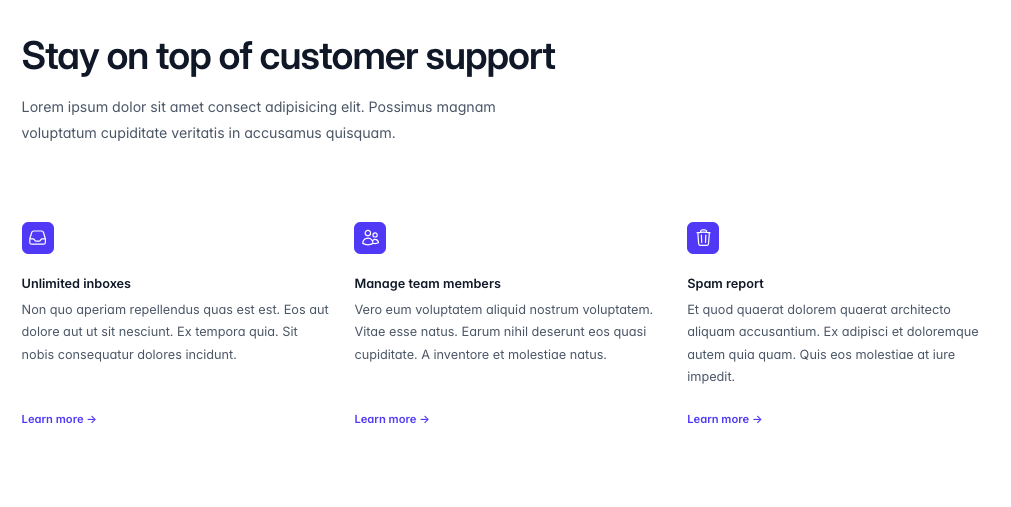 Stay on top of customer support
Lorem ipsum dolor sit amet consect adipisicing elit. Possimus magnam
voluptatum cupiditate veritatis in accusamus quisquam.
Unlimited inboxes
Non quo aperiam repellendus quas est est. Eos aut
dolore aut ut sit nesciunt. Ex tempora quia. Sit
nobis consequatur dolores incidunt.
Learn more →
Manage team members
Vero eum voluptatem aliquid nostrum voluptatem.
Vitae esse natus. Earum nihil deserunt eos quasi
cupiditate. A inventore et molestiae natus.
Learn more →
Spam report
Et quod quaerat dolorem quaerat architecto
aliquam accusantium. Ex adipisci et doloremque
autem quia quam. Quis eos molestiae at iure
impedit.
Learn more →